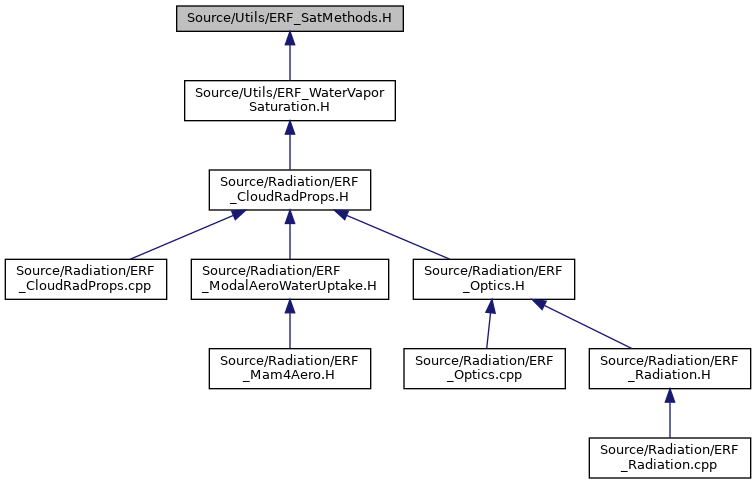 Source/Utils/ERF_SatMethods.H
Source/Utils/ERF_WaterVapor
Saturation.H
Source/Radiation/ERF
_CloudRadProps.H
Source/Radiation/ERF
_CloudRadProps.cpp
Source/Radiation/ERF
_ModalAeroWaterUptake.H
Source/Radiation/ERF
_Optics.H
Source/Radiation/ERF
_Mam4Aero.H
Source/Radiation/ERF
_Optics.cpp
Source/Radiation/ERF
_Radiation.H
Source/Radiation/ERF
_Radiation.cpp